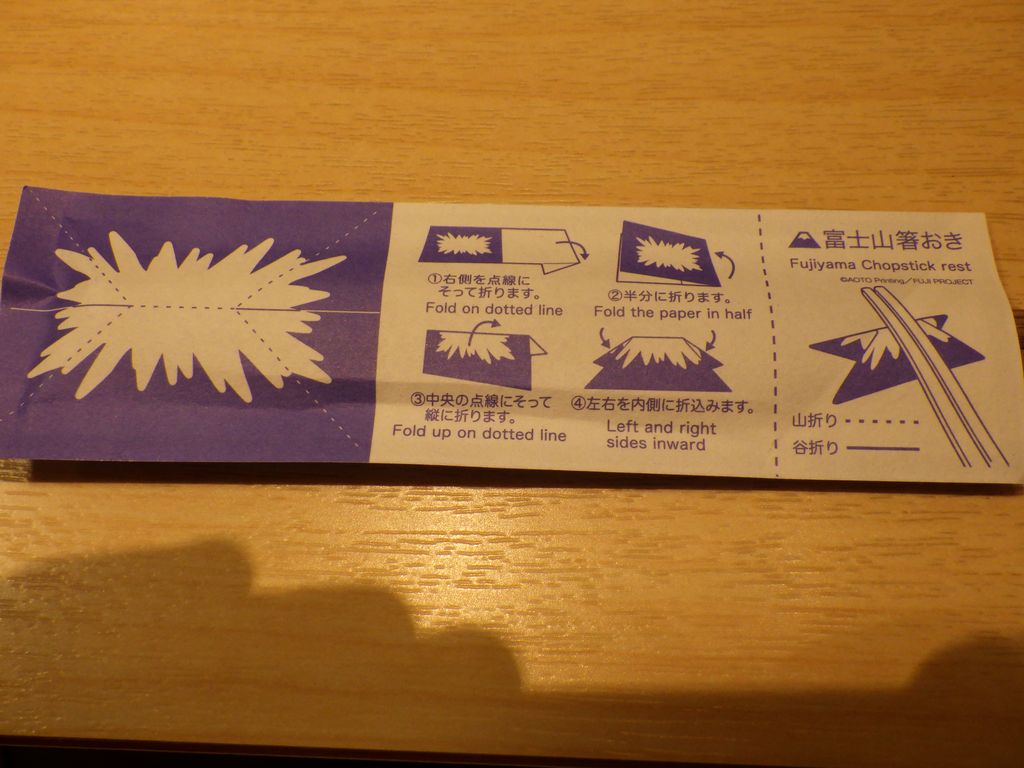 ①右側を点線に
そって折ります。
Fold on dotted line
②半分に折ります。
Fold the paper in half
③中央の点線にそって
縦に折ります。
Fold up on dotted line
④左右を内側に折込みます。
Left and right
sides inward
富士山箸おき
Fujiyama Chopstick rest
©AOTO Printing／FUJI PROJECT
山折り
谷折り